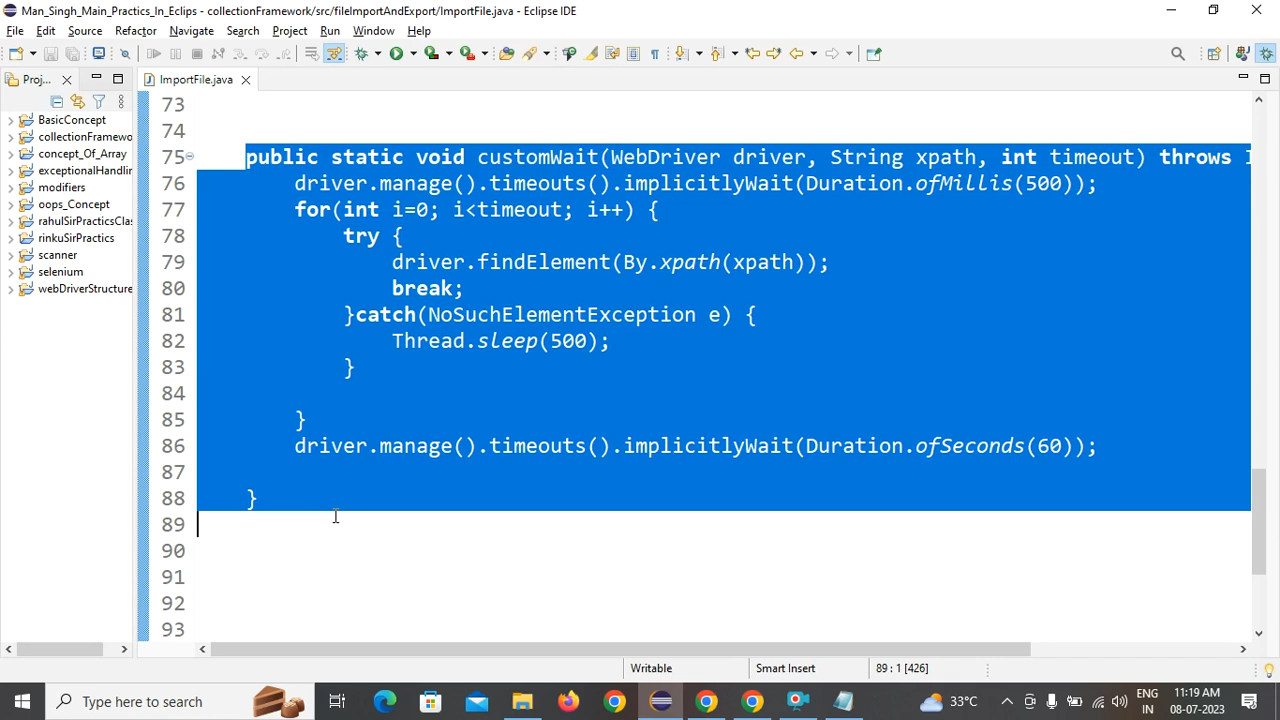 Man_Singh_Main_Practics_In_Eclips - collectionFramework/src/fileImportAndExport/ImportFile.java - Eclipse IDE
File Edit Source Refactor Navigate Search Project Run Window Help
Proj...
ImportFile.java
BasicConcept
collectionFramewo
concept_Of_Array
exceptionalHandlir
modifiers
oops_Concept
rahulSirPracticsClas
rinkuSirPractics
scanner
selenium
webDriverStructure
73
74
75 public static void customWait(WebDriver driver, String xpath, int timeout) throws
76 driver.manage().timeouts().implicitlyWait(Duration.ofMillis(500));
77 for(int i=0; i<timeout; i++) {
78 try {
79 driver.findElement(By.xpath(xpath));
80 break;
81 }catch(NoSuchElementException e) {
82 Thread.sleep(500);
83 }
84
85 }
86 driver.manage().timeouts().implicitlyWait(Duration.ofSeconds(60));
87
88 }
89
90
91
92
93
Writable Smart Insert 89 : 1 [426]
Type here to search
33°C
ENG
IN
11:19 AM
08-07-2023